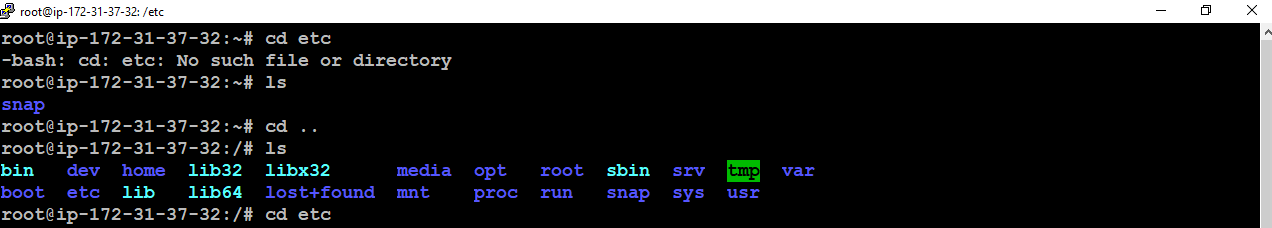 root@ip-172-31-37-32: /etc
root@ip-172-31-37-32:~# cd etc
-bash: cd: etc: No such file or directory
root@ip-172-31-37-32:~# ls
snap
root@ip-172-31-37-32:~# cd ..
root@ip-172-31-37-32:/# ls
bin dev home lib32 libx32 media opt root sbin srv tmp var
boot etc lib lib64 lost+found mnt proc run snap sys usr
root@ip-172-31-37-32:/# cd etc